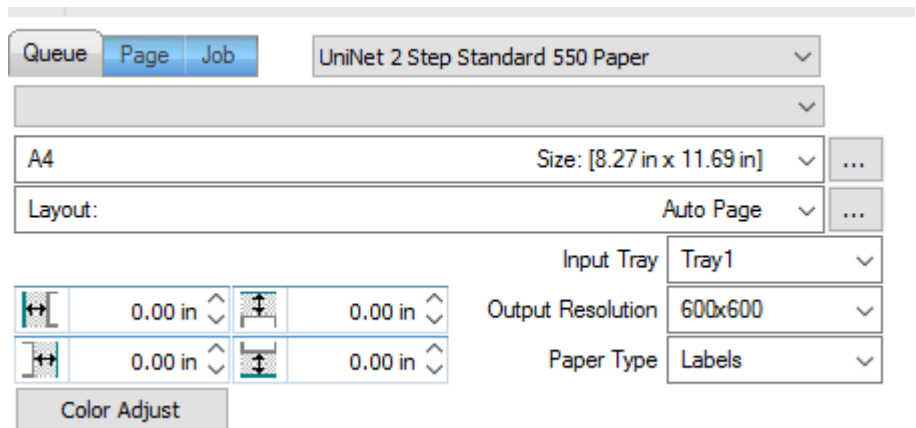 Queue Page Job UniNet 2 Step Standard 550 Paper
A4 Size: [8.27 in x 11.69 in] ...
Layout: Auto Page ...
Input Tray Tray1
0.00 in 0.00 in Output Resolution 600x600
0.00 in 0.00 in Paper Type Labels
Color Adjust